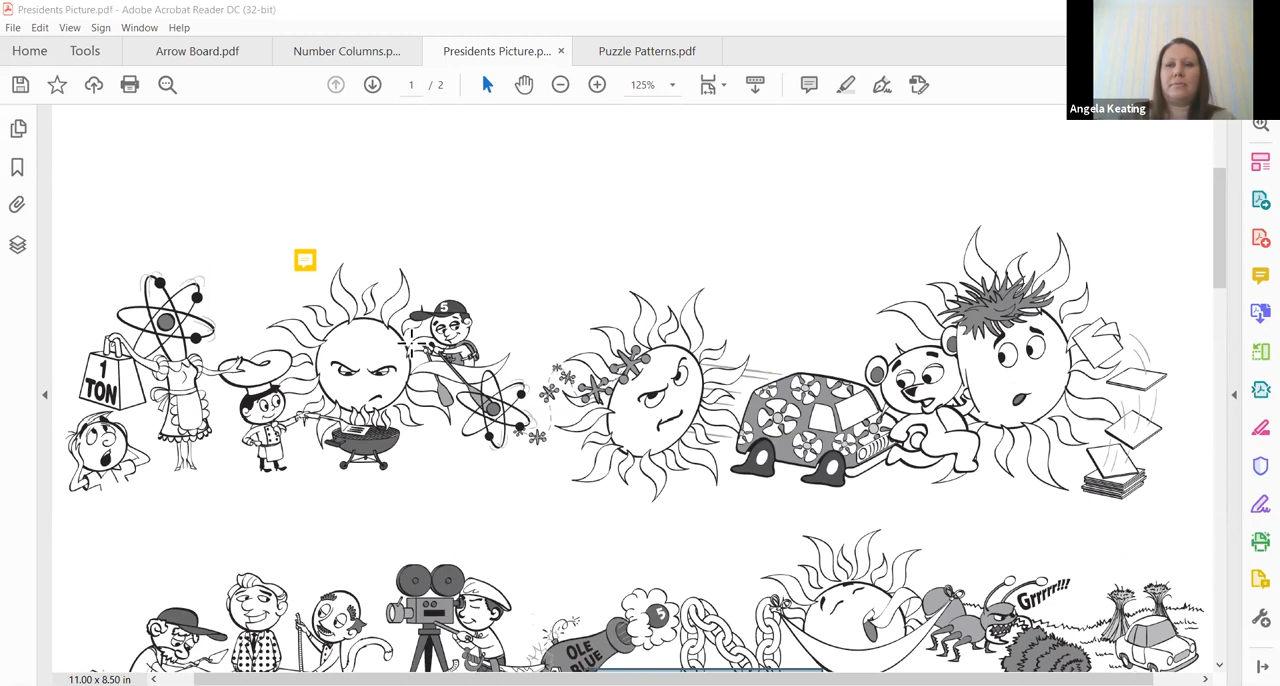 Presidents Picture.pdf - Adobe Acrobat Reader DC (32-bit)
File Edit View Sign Window Help
Home Tools Arrow Board.pdf Number Columns.p... Presidents Picture.p... × Puzzle Patterns.pdf
1 / 2 125%
Angela Keating
5
1
TON
Grrrrr!!!
5
OLE
BLUE
11.00 x 8.50 in